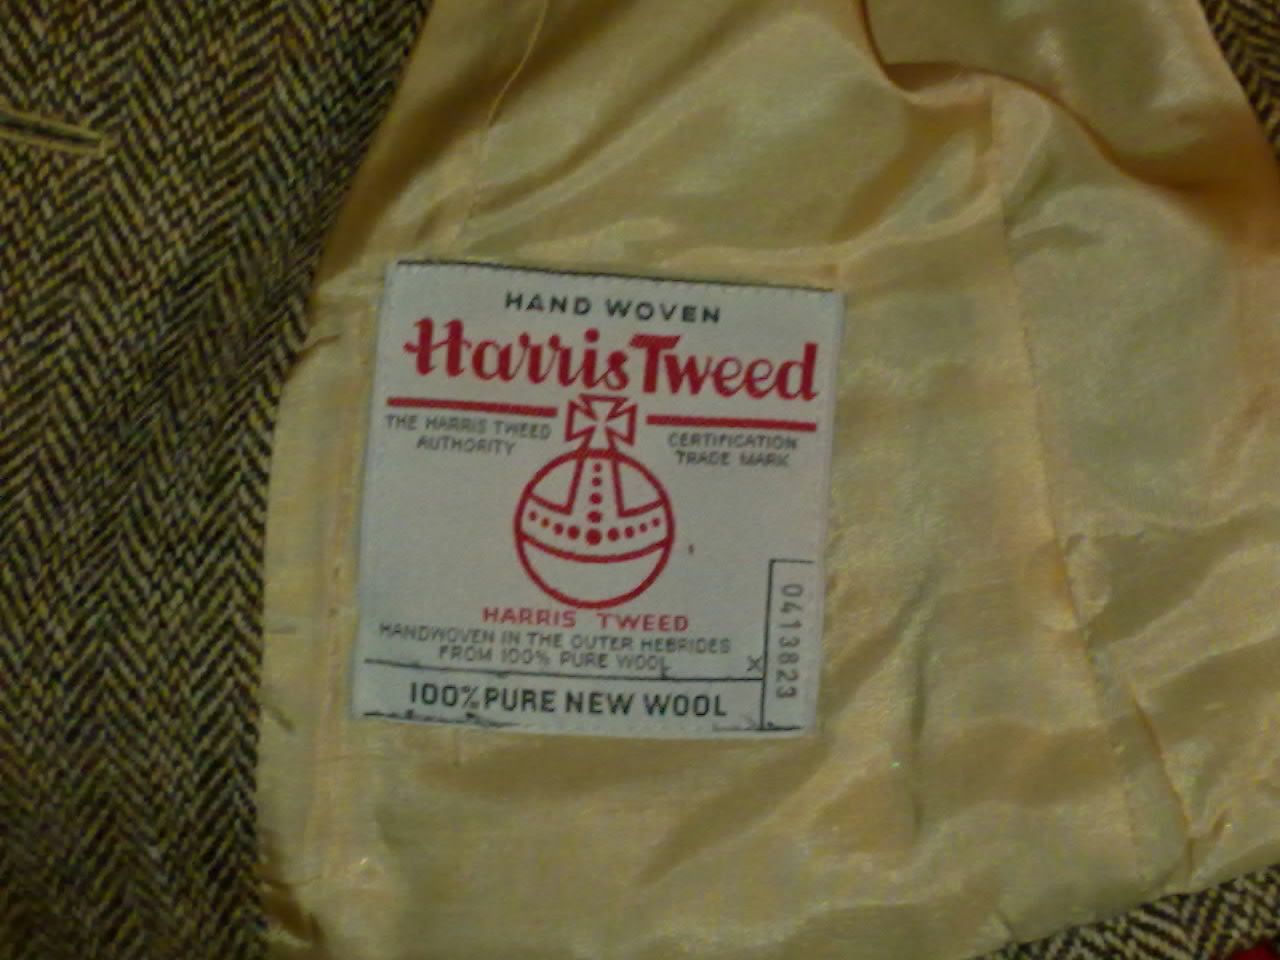 HAND WOVEN
Harris Tweed
THE HARRIS TWEED
AUTHORITY
CERTIFICATION
TRADE MARK
HARRIS TWEED
HANDWOVEN IN THE OUTER HEBRIDES
FROM 100% PURE WOOL
X
100% PURE NEW WOOL
0413823